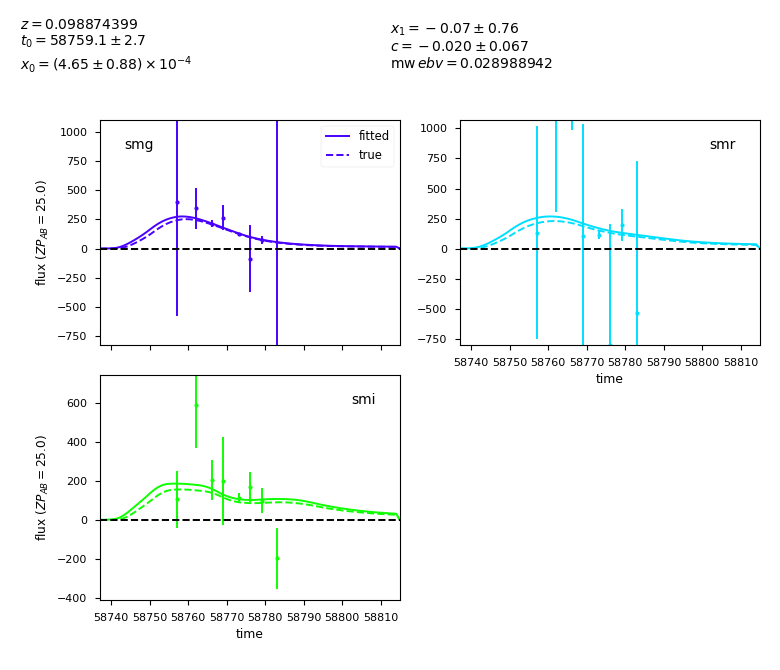 z = 0.098874399
t₀ = 58759.1 ± 2.7
x₀ = (4.65 ± 0.88) × 10⁻⁴
x₁ = −0.07 ± 0.76
c = −0.020 ± 0.067
mw ebv = 0.028988942
smg
fitted
true
1000
750
500
250
0
−250
−500
−750
flux (ZP_AB = 25.0)
smr
1000
750
500
250
0
−250
−500
−750
58740 58750 58760 58770 58780 58790 58800 58810
time
smi
600
400
200
0
−200
−400
flux (ZP_AB = 25.0)
58740 58750 58760 58770 58780 58790 58800 58810
time